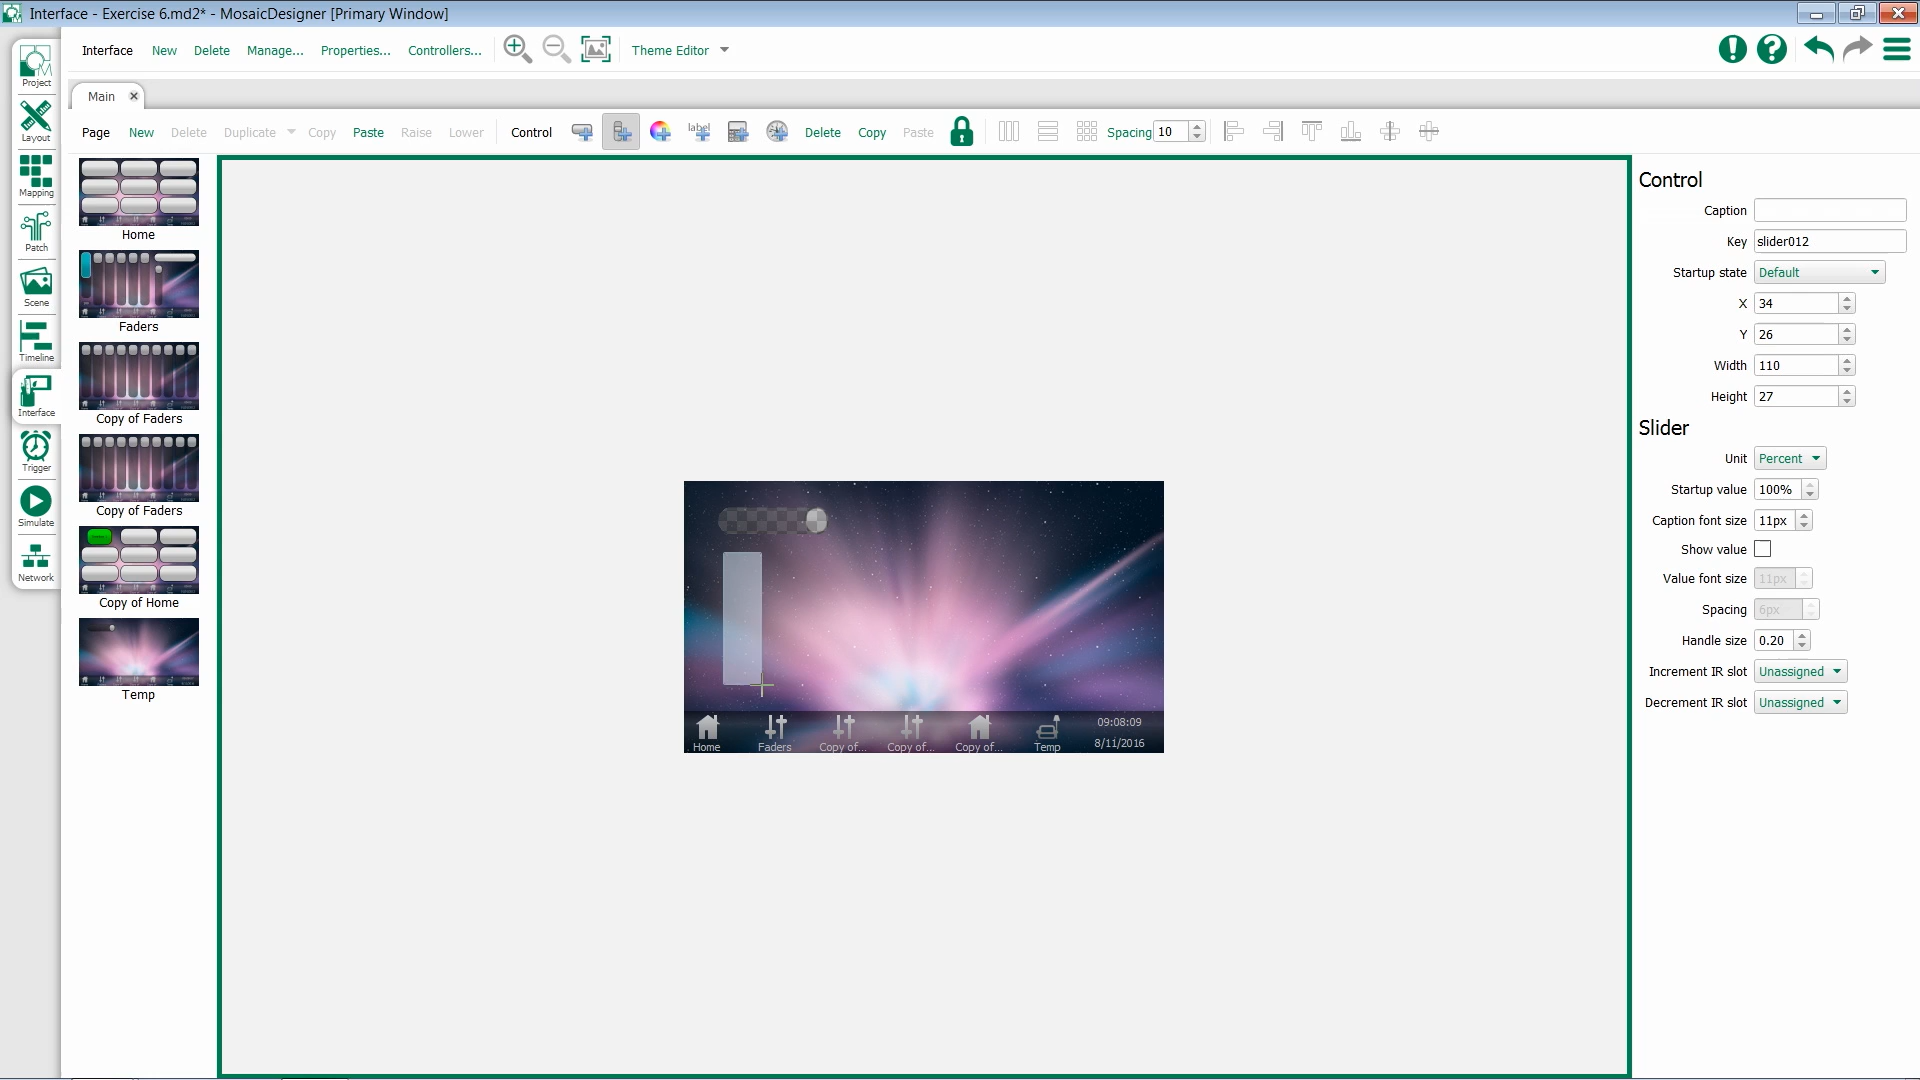 Interface - Exercise 6.md2* - MosaicDesigner [Primary Window]
Interface New Delete Manage... Properties... Controllers... Theme Editor
Main
Page New Delete Duplicate Copy Paste Raise Lower Control label Delete Copy Paste Spacing 10
Project
Layout
Mapping
Patch
Scene
Timeline
Interface
Trigger
Simulate
Network
Home
Faders
Copy of Faders
Copy of Faders
Copy of Home
Temp
09:08:09
8/11/2016
Home Faders Copy of... Copy of... Copy of... Temp
Control
Caption
Key slider012
Startup state Default
X 34
Y 26
Width 110
Height 27
Slider
Unit Percent
Startup value 100%
Caption font size 11px
Show value
Value font size 11px
Spacing 6px
Handle size 0.20
Increment IR slot Unassigned
Decrement IR slot Unassigned